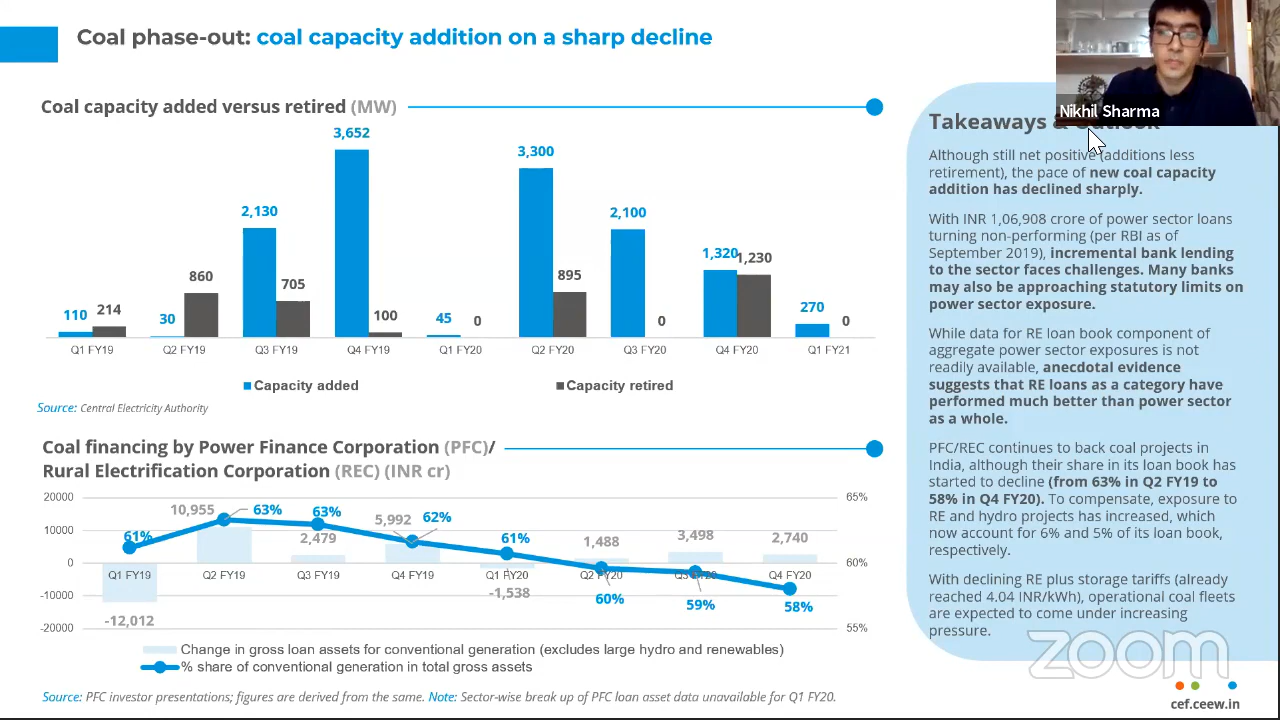 Coal phase-out: coal capacity addition on a sharp decline
Nikhil Sharma
Coal capacity added versus retired (MW)
3,652
3,300
2,130
2,100
1,320
1,230
860
705
895
110
214
30
100
45
0
0
270
0
Q1 FY19
Q2 FY19
Q3 FY19
Q4 FY19
Q1 FY20
Q2 FY20
Q3 FY20
Q4 FY20
Q1 FY21
Capacity added
Capacity retired
Source: Central Electricity Authority
Coal financing by Power Finance Corporation (PFC)/
Rural Electrification Corporation (REC) (INR cr)
20000
10000
0
-10000
-20000
65%
60%
55%
61%
10,955
63%
63%
2,479
5,992
62%
61%
1,488
3,498
2,740
Q1 FY19
Q2 FY19
Q3 FY19
Q4 FY19
Q1 FY20
Q2 FY20
Q3 FY20
Q4 FY20
-12,012
-1,538
60%
59%
58%
Change in gross loan assets for conventional generation (excludes large hydro and renewables)
% share of conventional generation in total gross assets
Source: PFC investor presentations; figures are derived from the same. Note: Sector-wise break up of PFC loan asset data unavailable for Q1 FY20.
Takeaways & Outlook
Although still net positive (additions less
retirement), the pace of new coal capacity
addition has declined sharply.
With INR 1,06,908 crore of power sector loans
turning non-performing (per RBI as of
September 2019), incremental bank lending
to the sector faces challenges. Many banks
may also be approaching statutory limits on
power sector exposure.
While data for RE loan book component of
aggregate power sector exposures is not
readily available, anecdotal evidence
suggests that RE loans as a category have
performed much better than power sector
as a whole.
PFC/REC continues to back coal projects in
India, although their share in its loan book has
started to decline (from 63% in Q2 FY19 to
58% in Q4 FY20). To compensate, exposure to
RE and hydro projects has increased, which
now account for 6% and 5% of its loan book,
respectively.
With declining RE plus storage tariffs (already
reached 4.04 INR/kWh), operational coal fleets
are expected to come under increasing
pressure.
zoom
cef.ceew.in